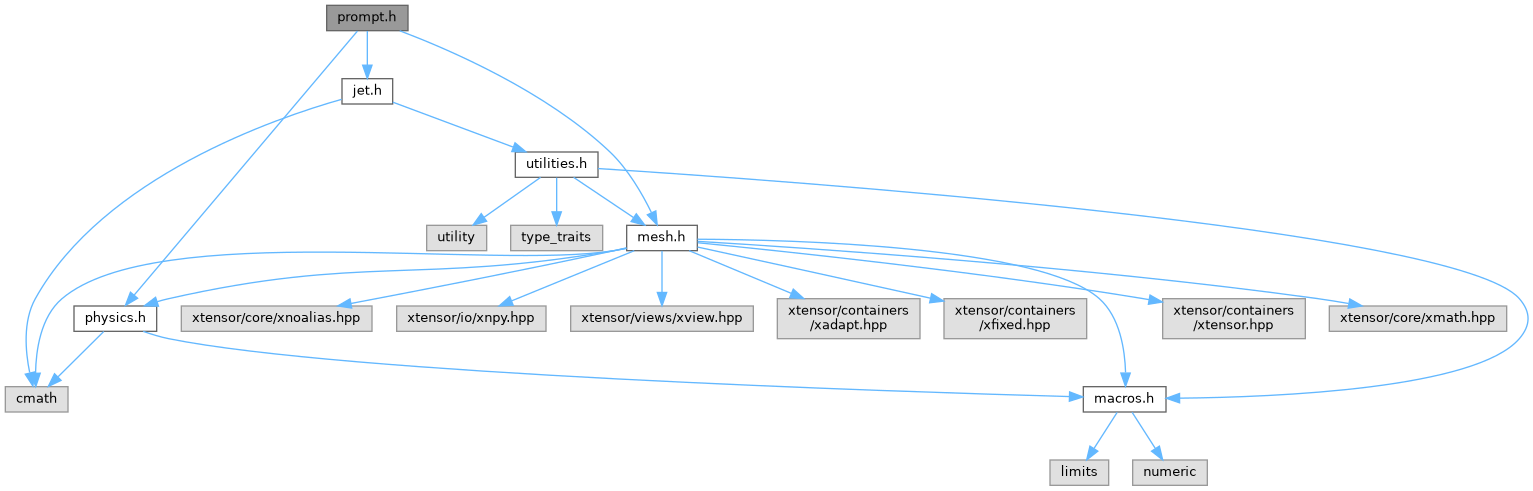 prompt.h
jet.h
utilities.h
utility
type_traits
mesh.h
physics.h
xtensor/core/xnoalias.hpp
xtensor/io/xnpy.hpp
xtensor/views/xview.hpp
xtensor/containers
/xadapt.hpp
xtensor/containers
/xfixed.hpp
xtensor/containers
/xtensor.hpp
xtensor/core/xmath.hpp
cmath
macros.h
limits
numeric